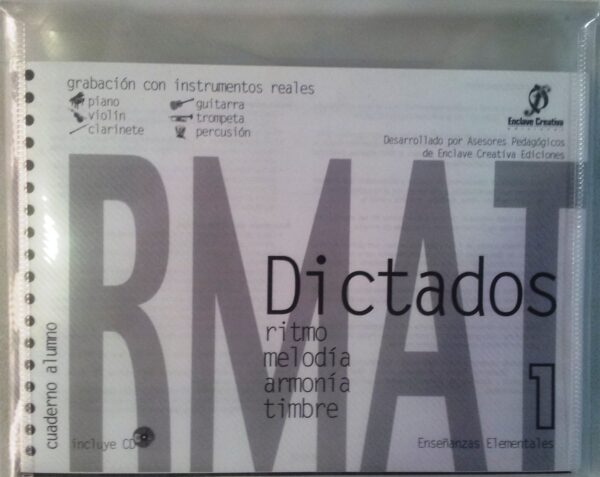 grabación con instrumentos reales
piano
violín
clarinete
guitarra
trompeta
percusión
Enclave Creativa
EDICIONES
Desarrollado por Asesores Pedagógicos
de Enclave Creativa Ediciones
RMAT
Dictados
ritmo
melodía
armonía
timbre
1
cuaderno alumno
incluye CD
Enseñanzas Elementales